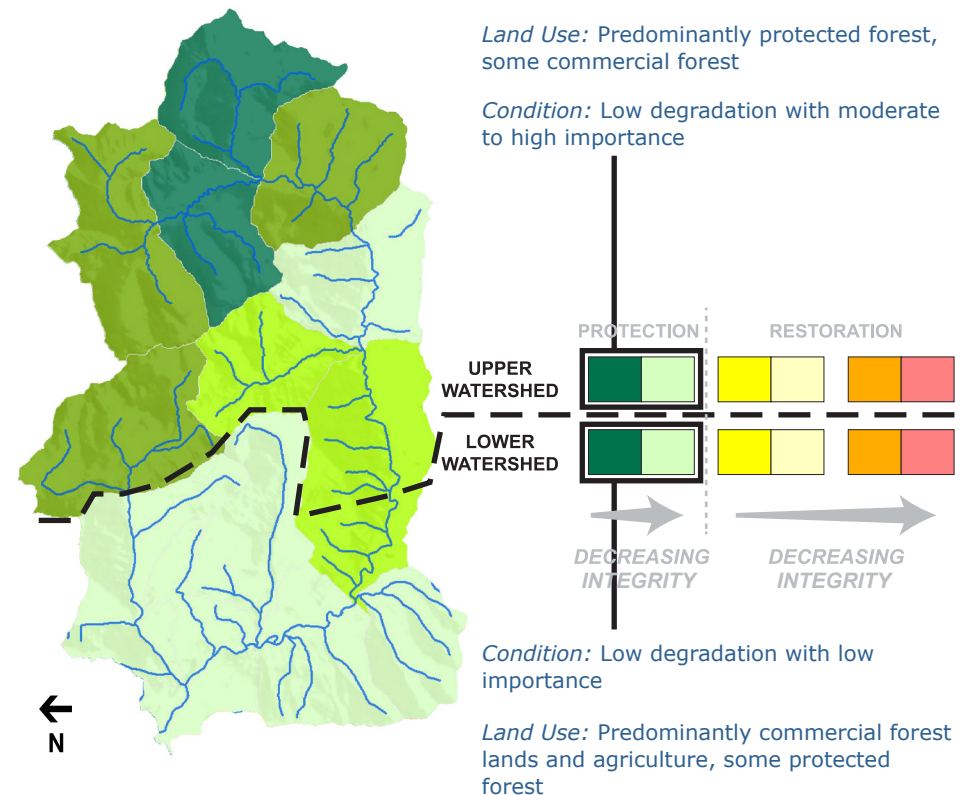 Land Use: Predominantly protected forest,
some commercial forest
Condition: Low degradation with moderate
to high importance
PROTECTION
RESTORATION
UPPER
WATERSHED
LOWER
WATERSHED
DECREASING
INTEGRITY
DECREASING
INTEGRITY
Condition: Low degradation with low
importance
Land Use: Predominantly commercial forest
lands and agriculture, some protected
forest
N